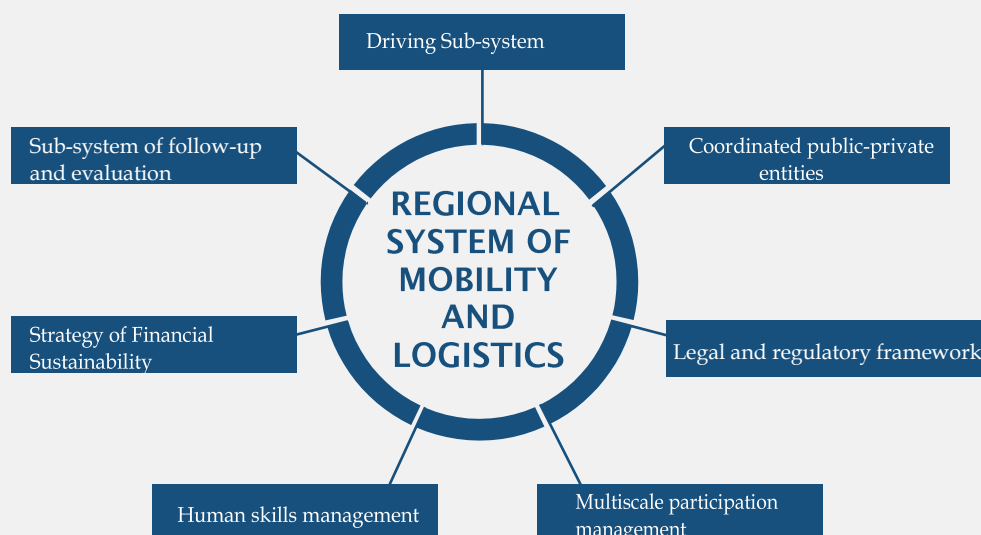 Driving Sub-system
Sub-system of follow-up
and evaluation
Coordinated public-private
entities
REGIONAL
SYSTEM OF
MOBILITY
AND
LOGISTICS
Strategy of Financial
Sustainability
Legal and regulatory framework
Human skills management
Multiscale participation
management